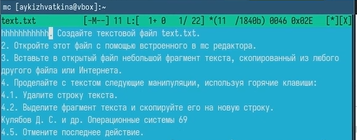 mc [aykizhvatkina@vbox]:~
text.txt [-M--] 11 L:[ 1+ 0 1/ 22] *(11 /1840b) 0046 0x02E [*][X]
hhhhhhhhhhh. Создайте текстовой файл text.txt.
2. Откройте этот файл с помощью встроенного в mc редактора.
3. Вставьте в открытый файл небольшой фрагмент текста, скопированный из любого
другого файла или Интернета.
4. Проделайте с текстом следующие манипуляции, используя горячие клавиши:
4.1. Удалите строку текста.
4.2. Выделите фрагмент текста и скопируйте его на новую строку.
Кулябов Д. С. и др. Операционные системы 69
4.5. Отмените последнее действие.